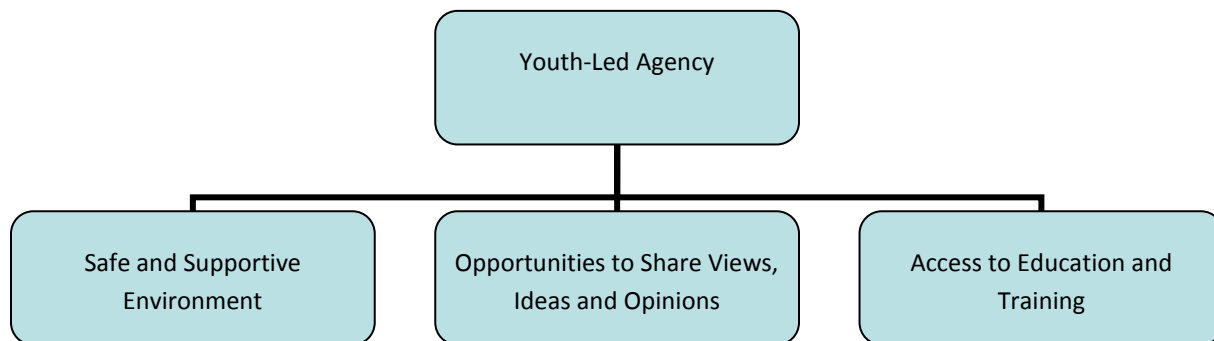 Youth-Led Agency
Safe and Supportive
Environment
Opportunities to Share Views,
Ideas and Opinions
Access to Education and
Training